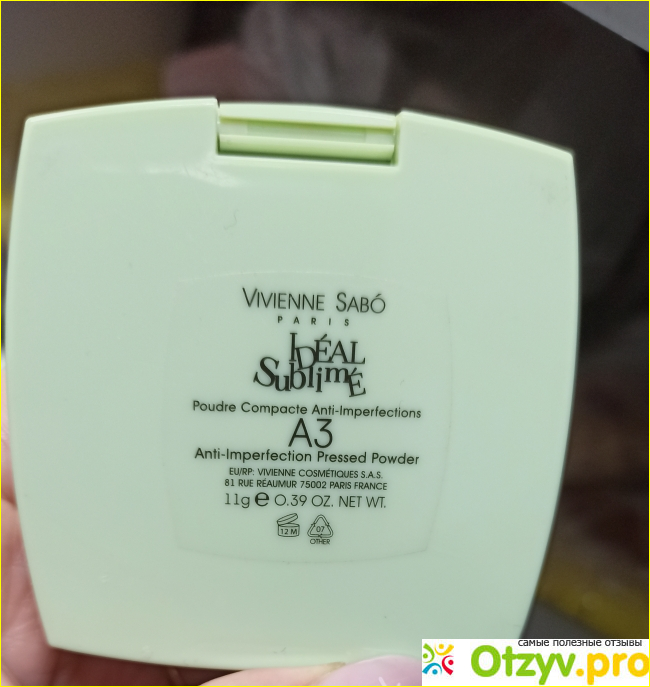 VIVIENNE SABÓ
PARIS
IDÉAL
SUblimÉ
Poudre Compacte Anti-Imperfections
A3
Anti-Imperfection Pressed Powder
EU/RP: VIVIENNE COSMÉTIQUES S.A.S.
81 RUE RÉAUMUR 75002 PARIS FRANCE
11g e 0.39 OZ. NET WT.
12 M
07
OTHER
самые полезные отзывы
Otzyv.pro